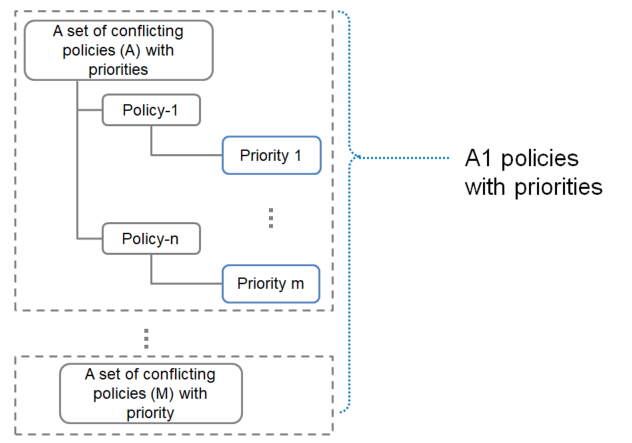 A set of conflicting
policies (A) with
priorities
Policy-1
Priority 1
Policy-n
Priority m
A set of conflicting
policies (M) with
priority
A1 policies
with priorities